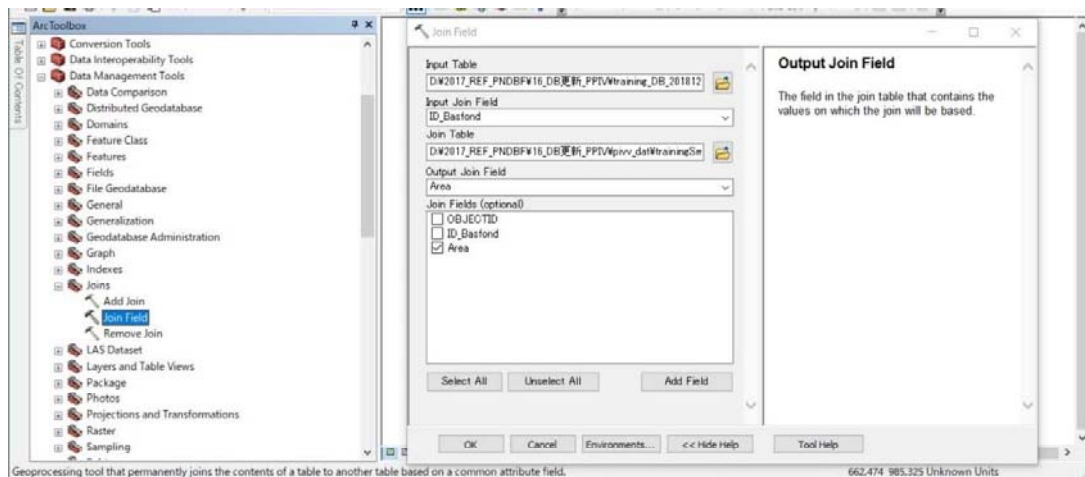 ArcToolbox
Table Of Contents
Conversion Tools
Data Interoperability Tools
Data Management Tools
Data Comparison
Distributed Geodatabase
Domains
Feature Class
Features
Fields
File Geodatabase
General
Generalization
Geodatabase Administration
Graph
Indexes
Joins
Add Join
Join Field
Remove Join
LAS Dataset
Layers and Table Views
Package
Photos
Projections and Transformations
Raster
Sampling
Join Field
Input Table
D:¥2017_REF_PNDBF¥16_DB更新_PPIV¥training_DB_201812
Input Join Field
ID_Basfond
Join Table
D:¥2017_REF_PNDBF¥16_DB更新_PPIV¥pivv_dat¥trainingSm
Output Join Field
Area
Join Fields (optional)
OBJECTID
ID_Basfond
Area
Select All
Unselect All
Add Field
OK
Cancel
Environments...
<< Hide Help
Tool Help
Output Join Field
The field in the join table that contains the
values on which the join will be based.
Geoprocessing tool that permanently joins the contents of a table to another table based on a common attribute field.
662.474 985.325 Unknown Units